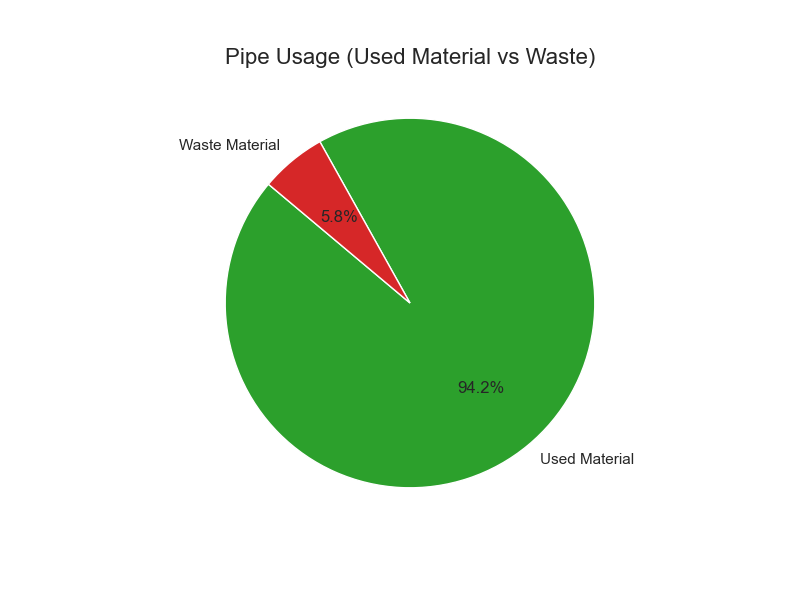 Pipe Usage (Used Material vs Waste)
Waste Material
5.8%
94.2%
Used Material